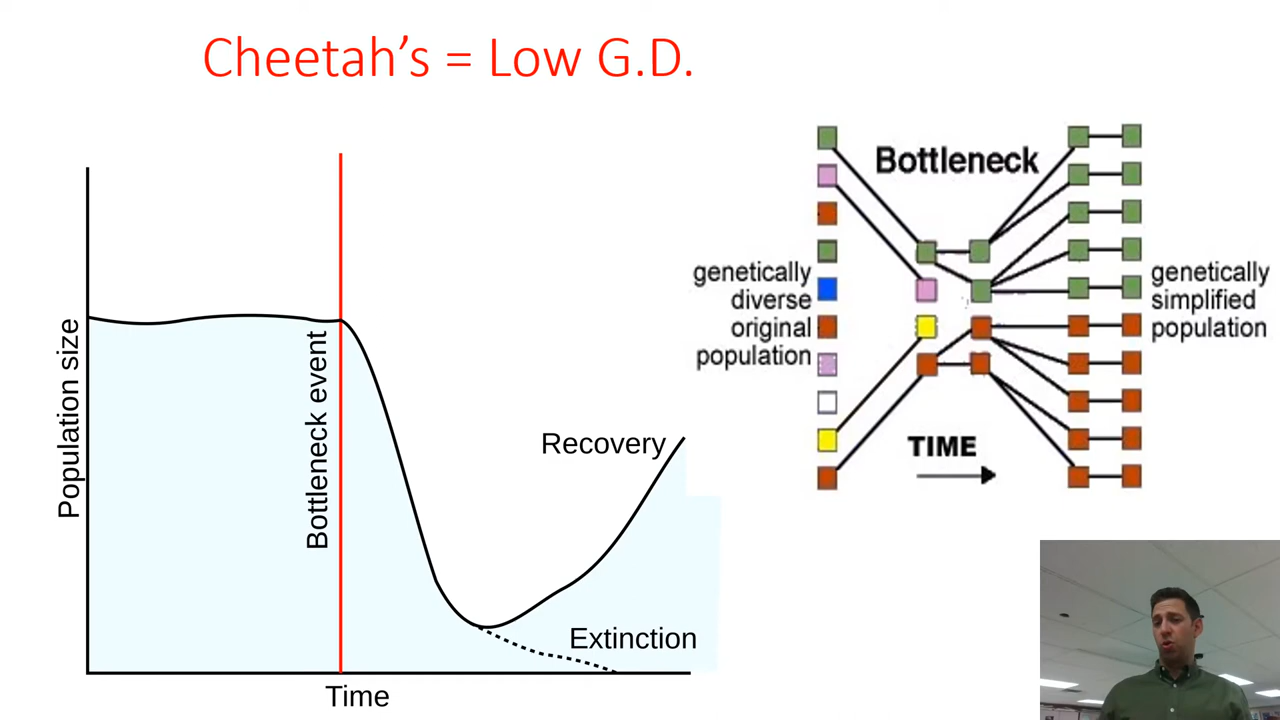 Cheetah's = Low G.D.
Population size
Bottleneck event
Recovery
Extinction
Time
Bottleneck
genetically
diverse
original
population
genetically
simplified
population
TIME